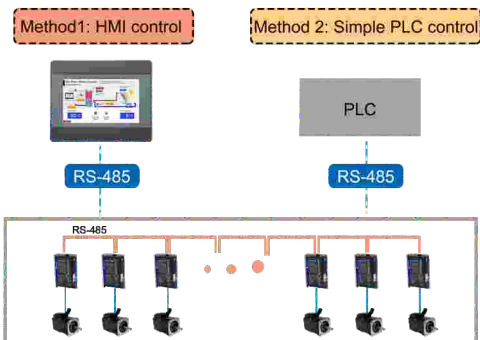 Method1: HMI control
Method 2: Simple PLC control
PLC
RS-485
RS-485
RS-485